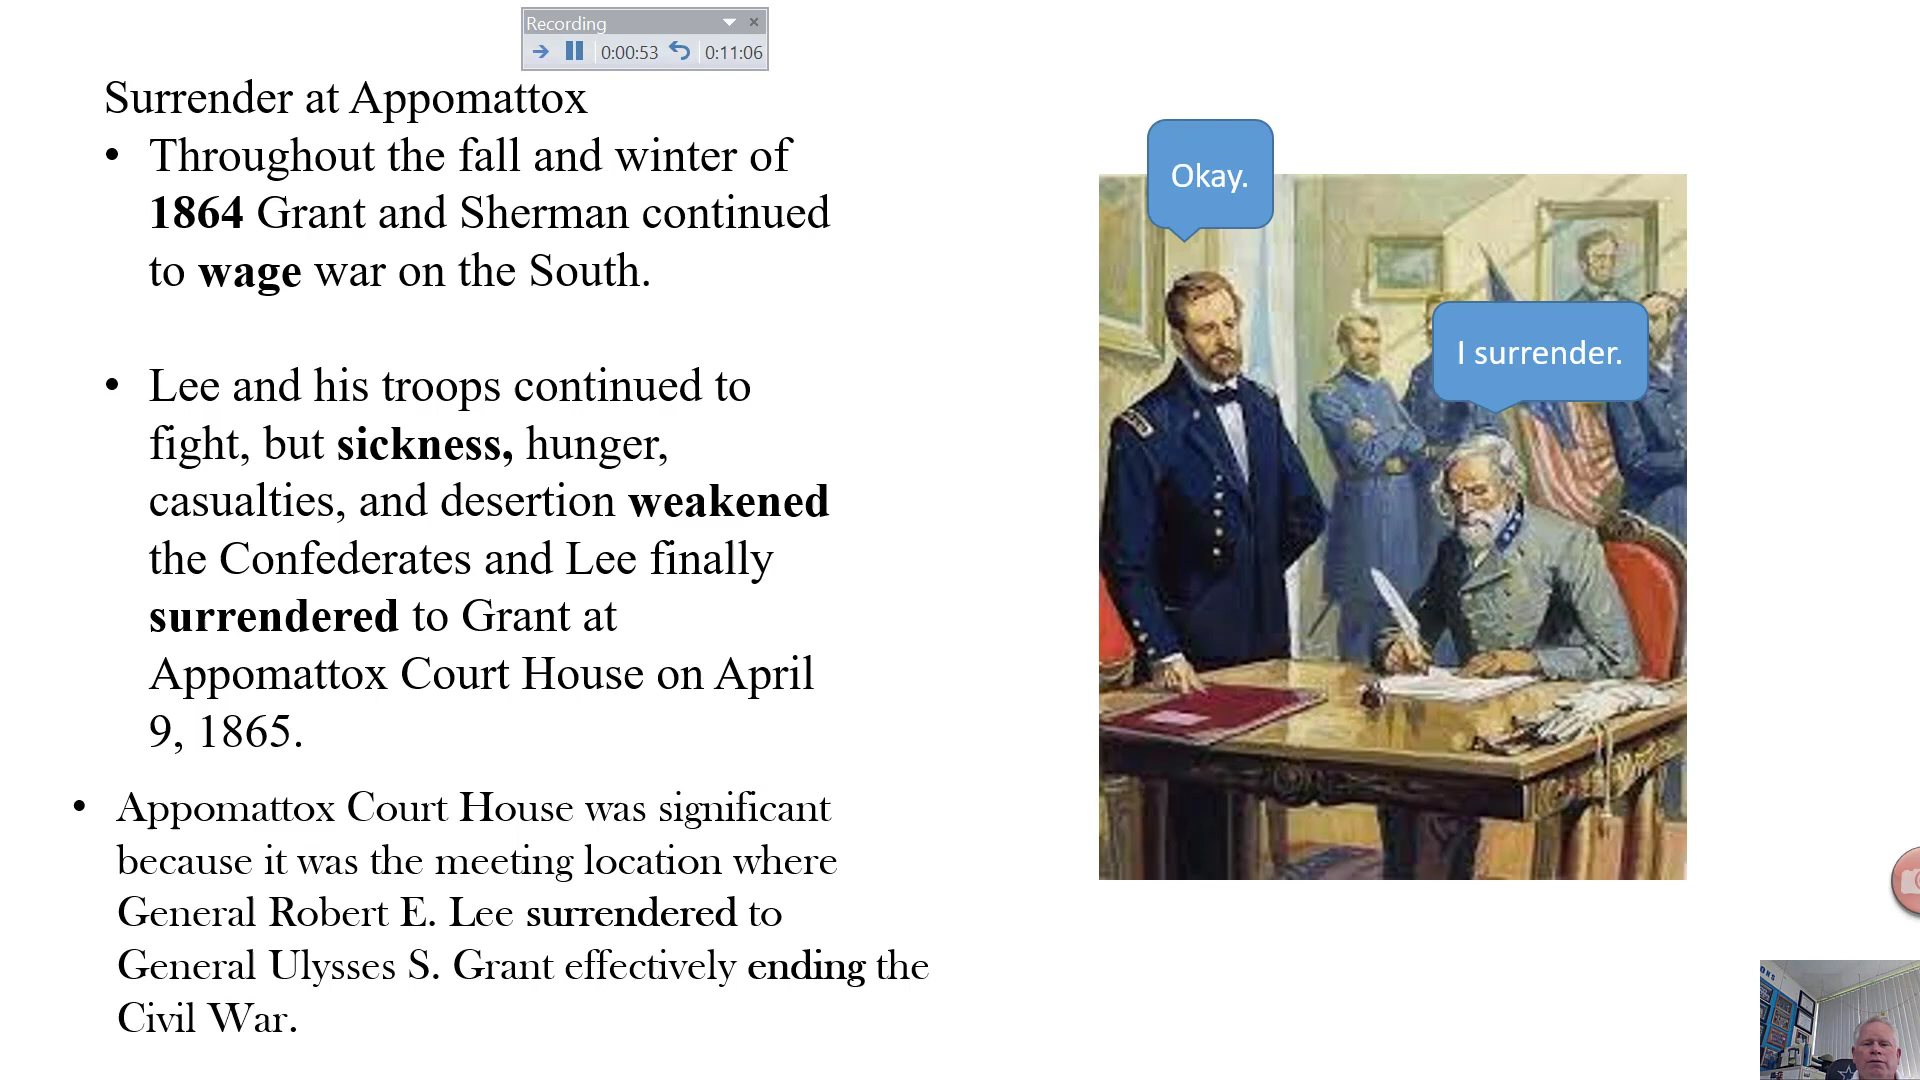 Recording
0:00:53 0:11:06
Surrender at Appomattox
• Throughout the fall and winter of
1864 Grant and Sherman continued
to wage war on the South.
• Lee and his troops continued to
fight, but sickness, hunger,
casualties, and desertion weakened
the Confederates and Lee finally
surrendered to Grant at
Appomattox Court House on April
9, 1865.
• Appomattox Court House was significant
because it was the meeting location where
General Robert E. Lee surrendered to
General Ulysses S. Grant effectively ending the
Civil War.
Okay.
I surrender.